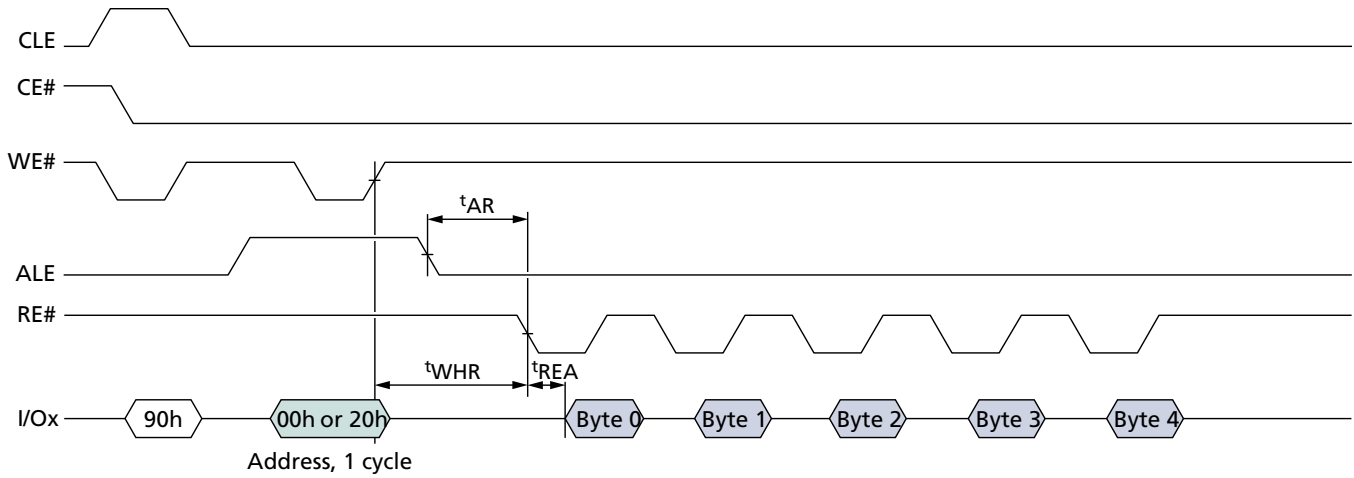 CLE
CE#
WE#
tAR
ALE
RE#
tWHR
tREA
I/Ox
90h
00h or 20h
Byte 0
Byte 1
Byte 2
Byte 3
Byte 4
Address, 1 cycle